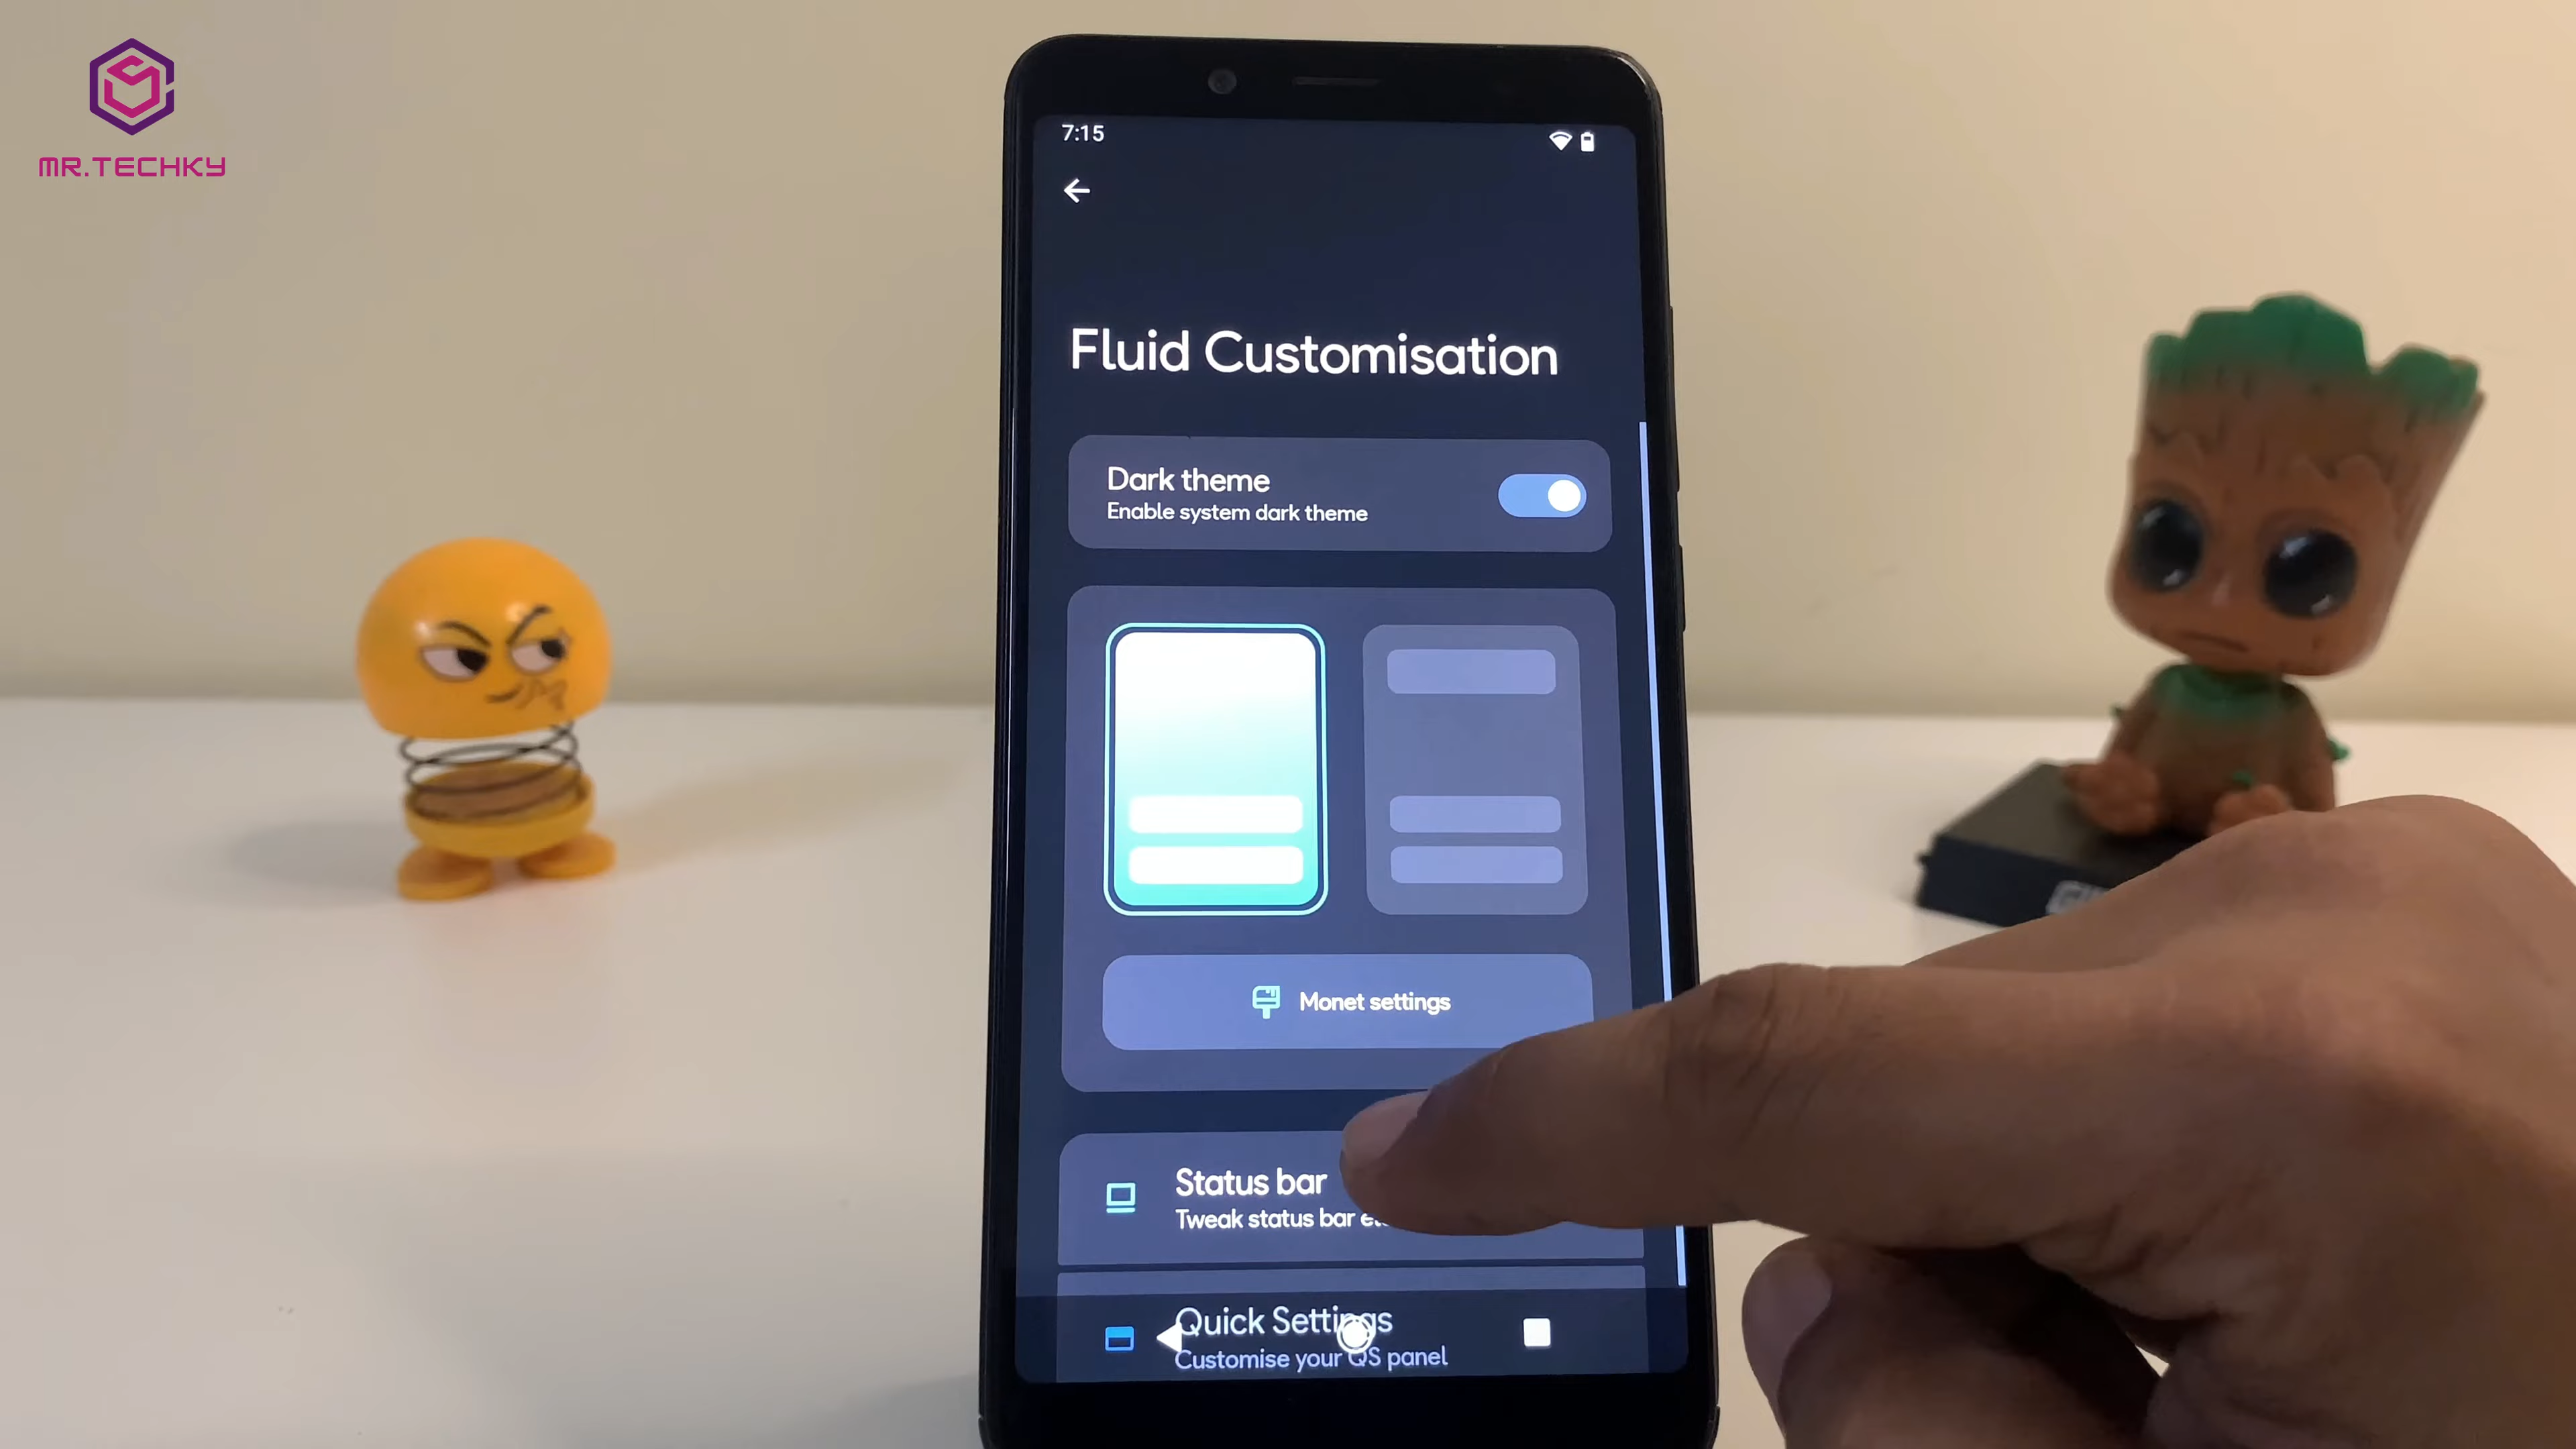 MR.TECHKY
7:15
Fluid Customisation
Dark theme
Enable system dark theme
Monet settings
Status bar
Tweak status bar
Quick Settings
Customise your QS panel